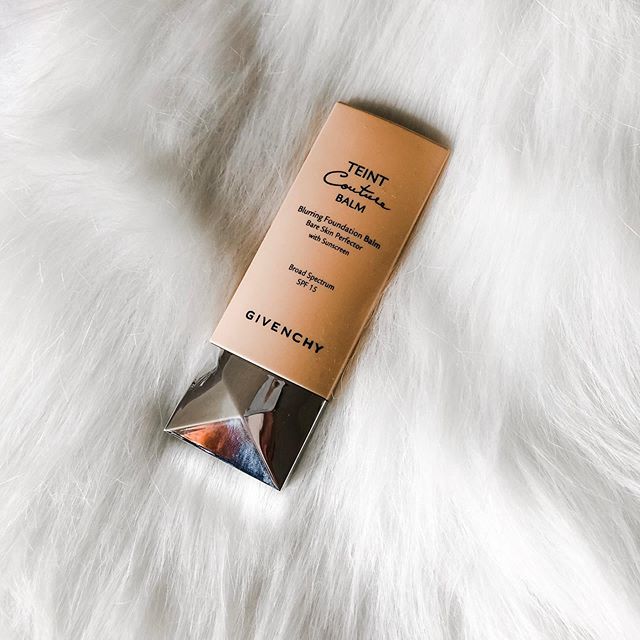 TEINT
Couture
BALM
Blurring Foundation Balm
Bare Skin Perfector
with Sunscreen
Broad Spectrum
SPF 15
GIVENCHY